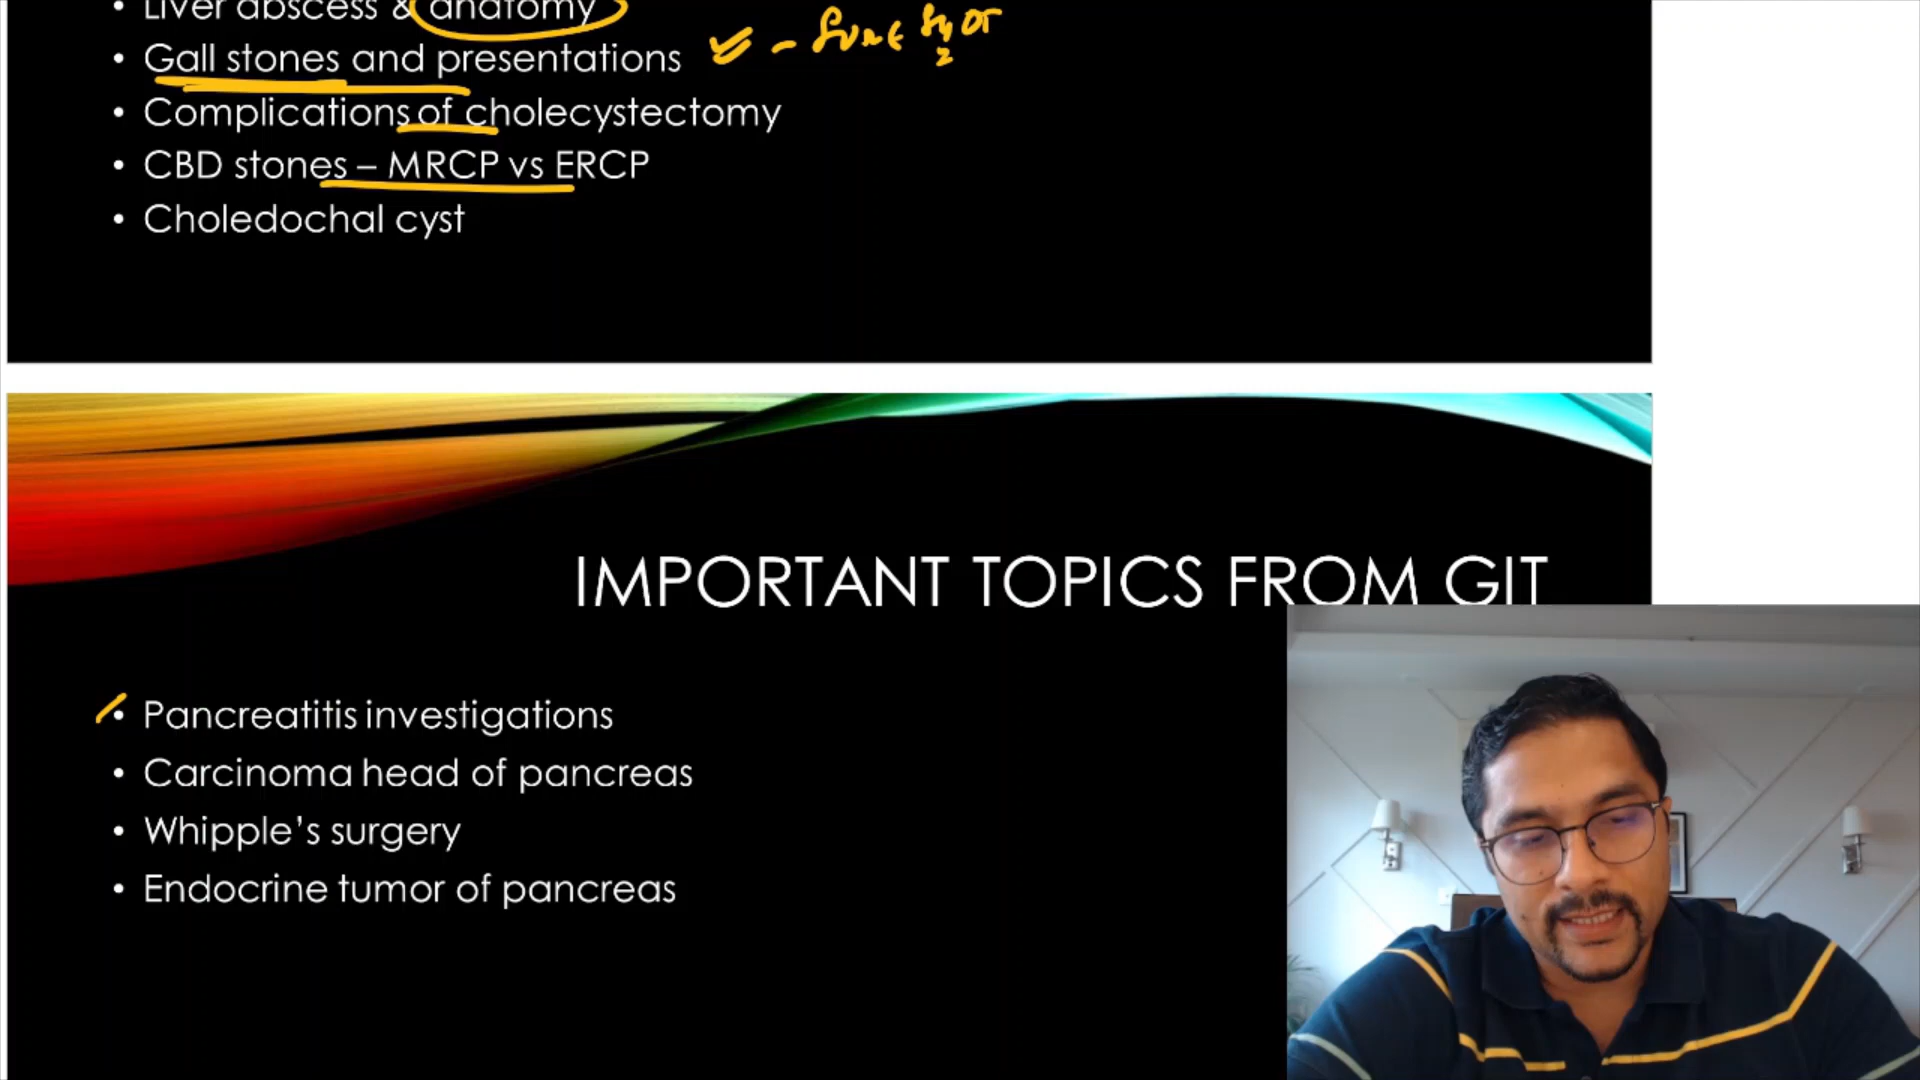 Liver abscess & anatomy
• Gall stones and presentations
• Complications of cholecystectomy
• CBD stones – MRCP vs ERCP
• Choledochal cyst
IMPORTANT TOPICS FROM GIT
• Pancreatitis investigations
• Carcinoma head of pancreas
• Whipple’s surgery
• Endocrine tumor of pancreas